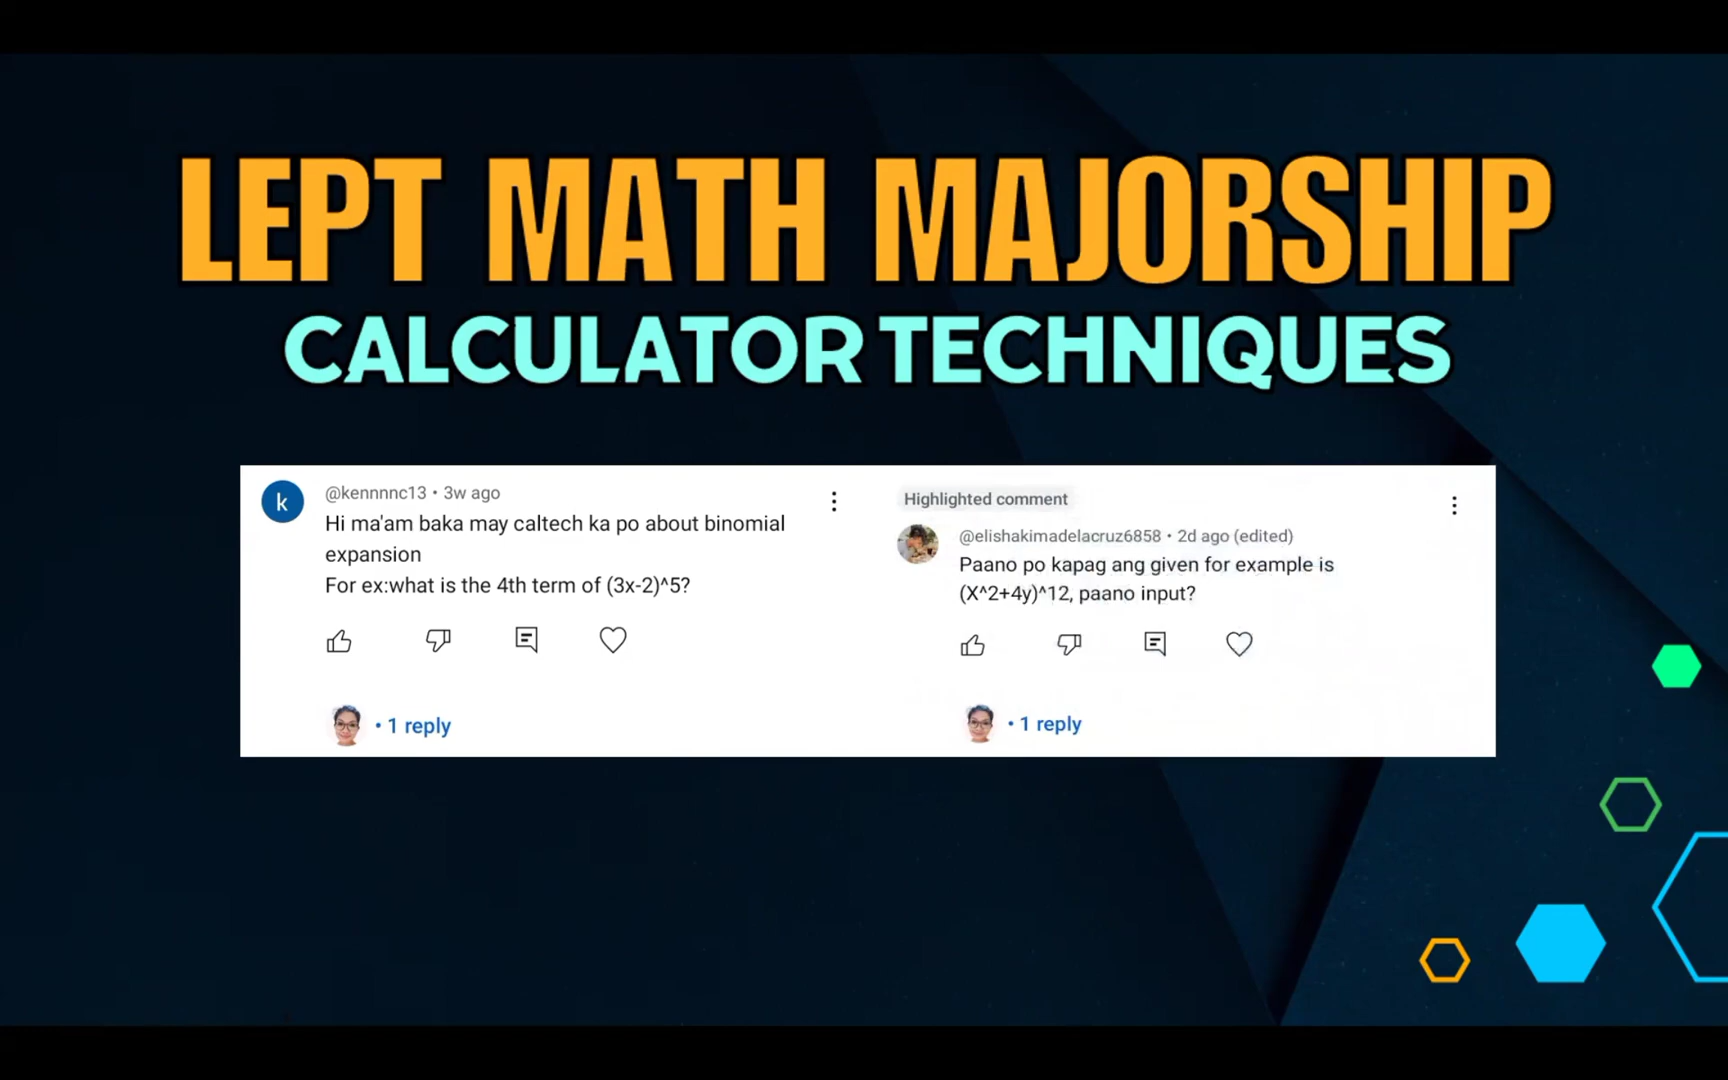 LEPT MATH MAJORSHIP
CALCULATOR TECHNIQUES
k
@kennnnc13 • 3w ago
Hi ma'am baka may caltech ka po about binomial
expansion
For ex:what is the 4th term of (3x-2)^5?
• 1 reply
Highlighted comment
@elishakimadelacruz6858 • 2d ago (edited)
Paano po kapag ang given for example is
(X^2+4y)^12, paano input?
• 1 reply